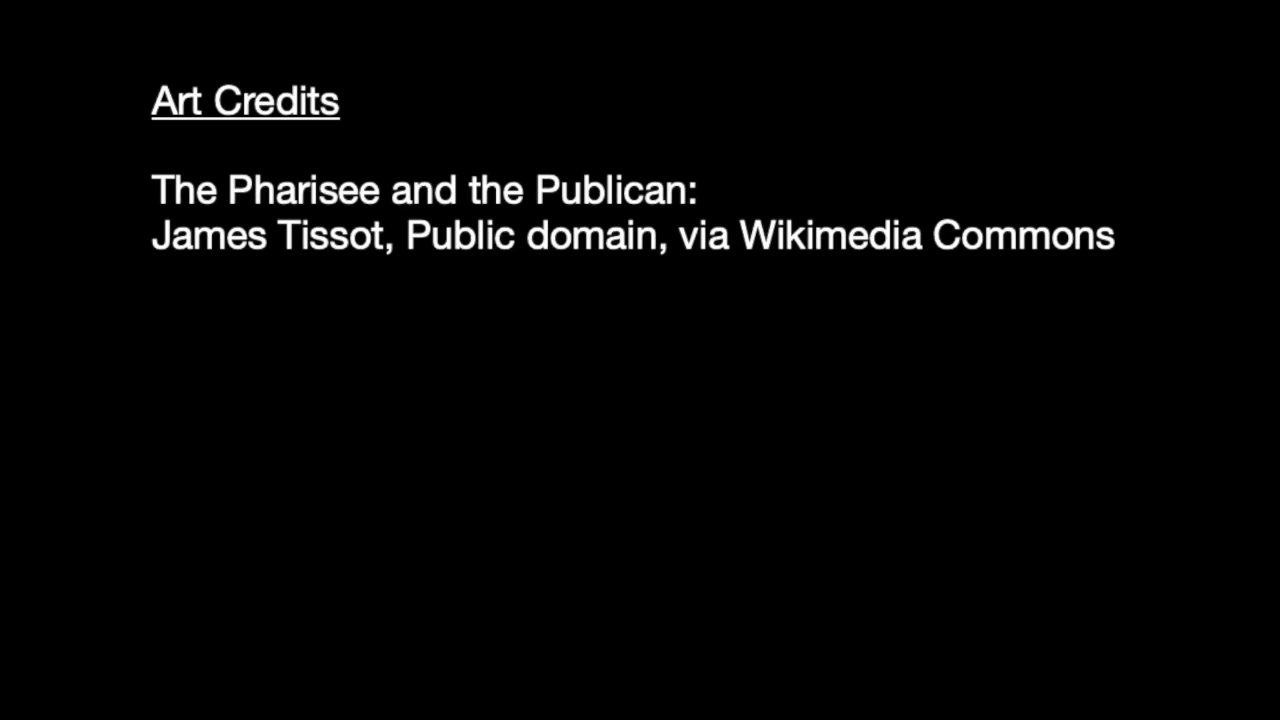 Art Credits
The Pharisee and the Publican:
James Tissot, Public domain, via Wikimedia Commons